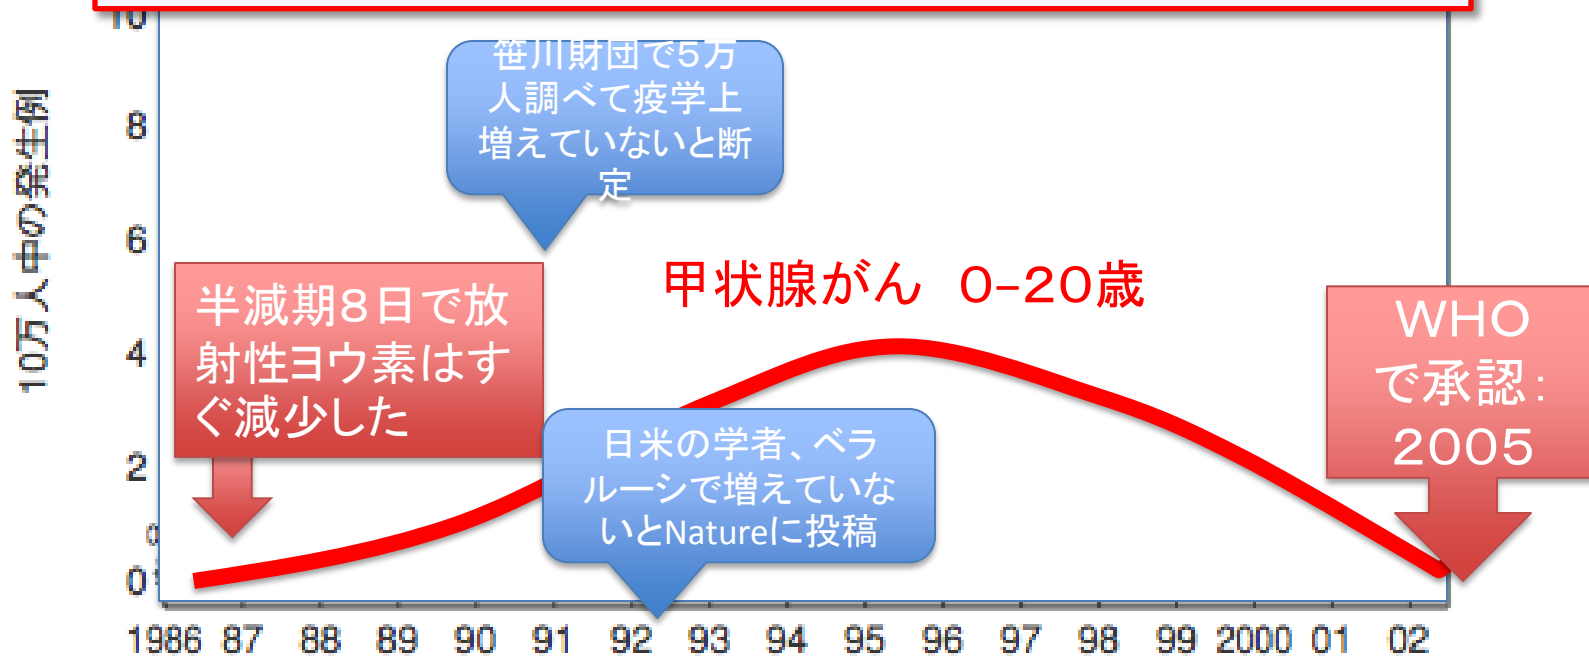 10
8
6
4
2
0
0
10万人中の発生例
笹川財団で５万
人調べて疫学上
増えていないと断
定
甲状腺がん　０−２０歳
半減期８日で放
射性ヨウ素はす
ぐ減少した
日米の学者、ベラ
ルーシで増えていな
いとNatureに投稿
ＷＨＯ
で承認：
２００５
1986 87 88 89 90 91 92 93 94 95 96 97 98 99 2000 01 02